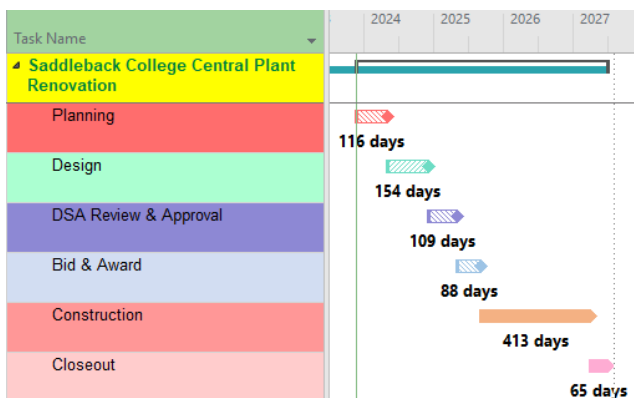 2024 2025 2026 2027
Task Name
Saddleback College Central Plant
Renovation
Planning
116 days
Design
154 days
DSA Review & Approval
109 days
Bid & Award
88 days
Construction
413 days
Closeout
65 days